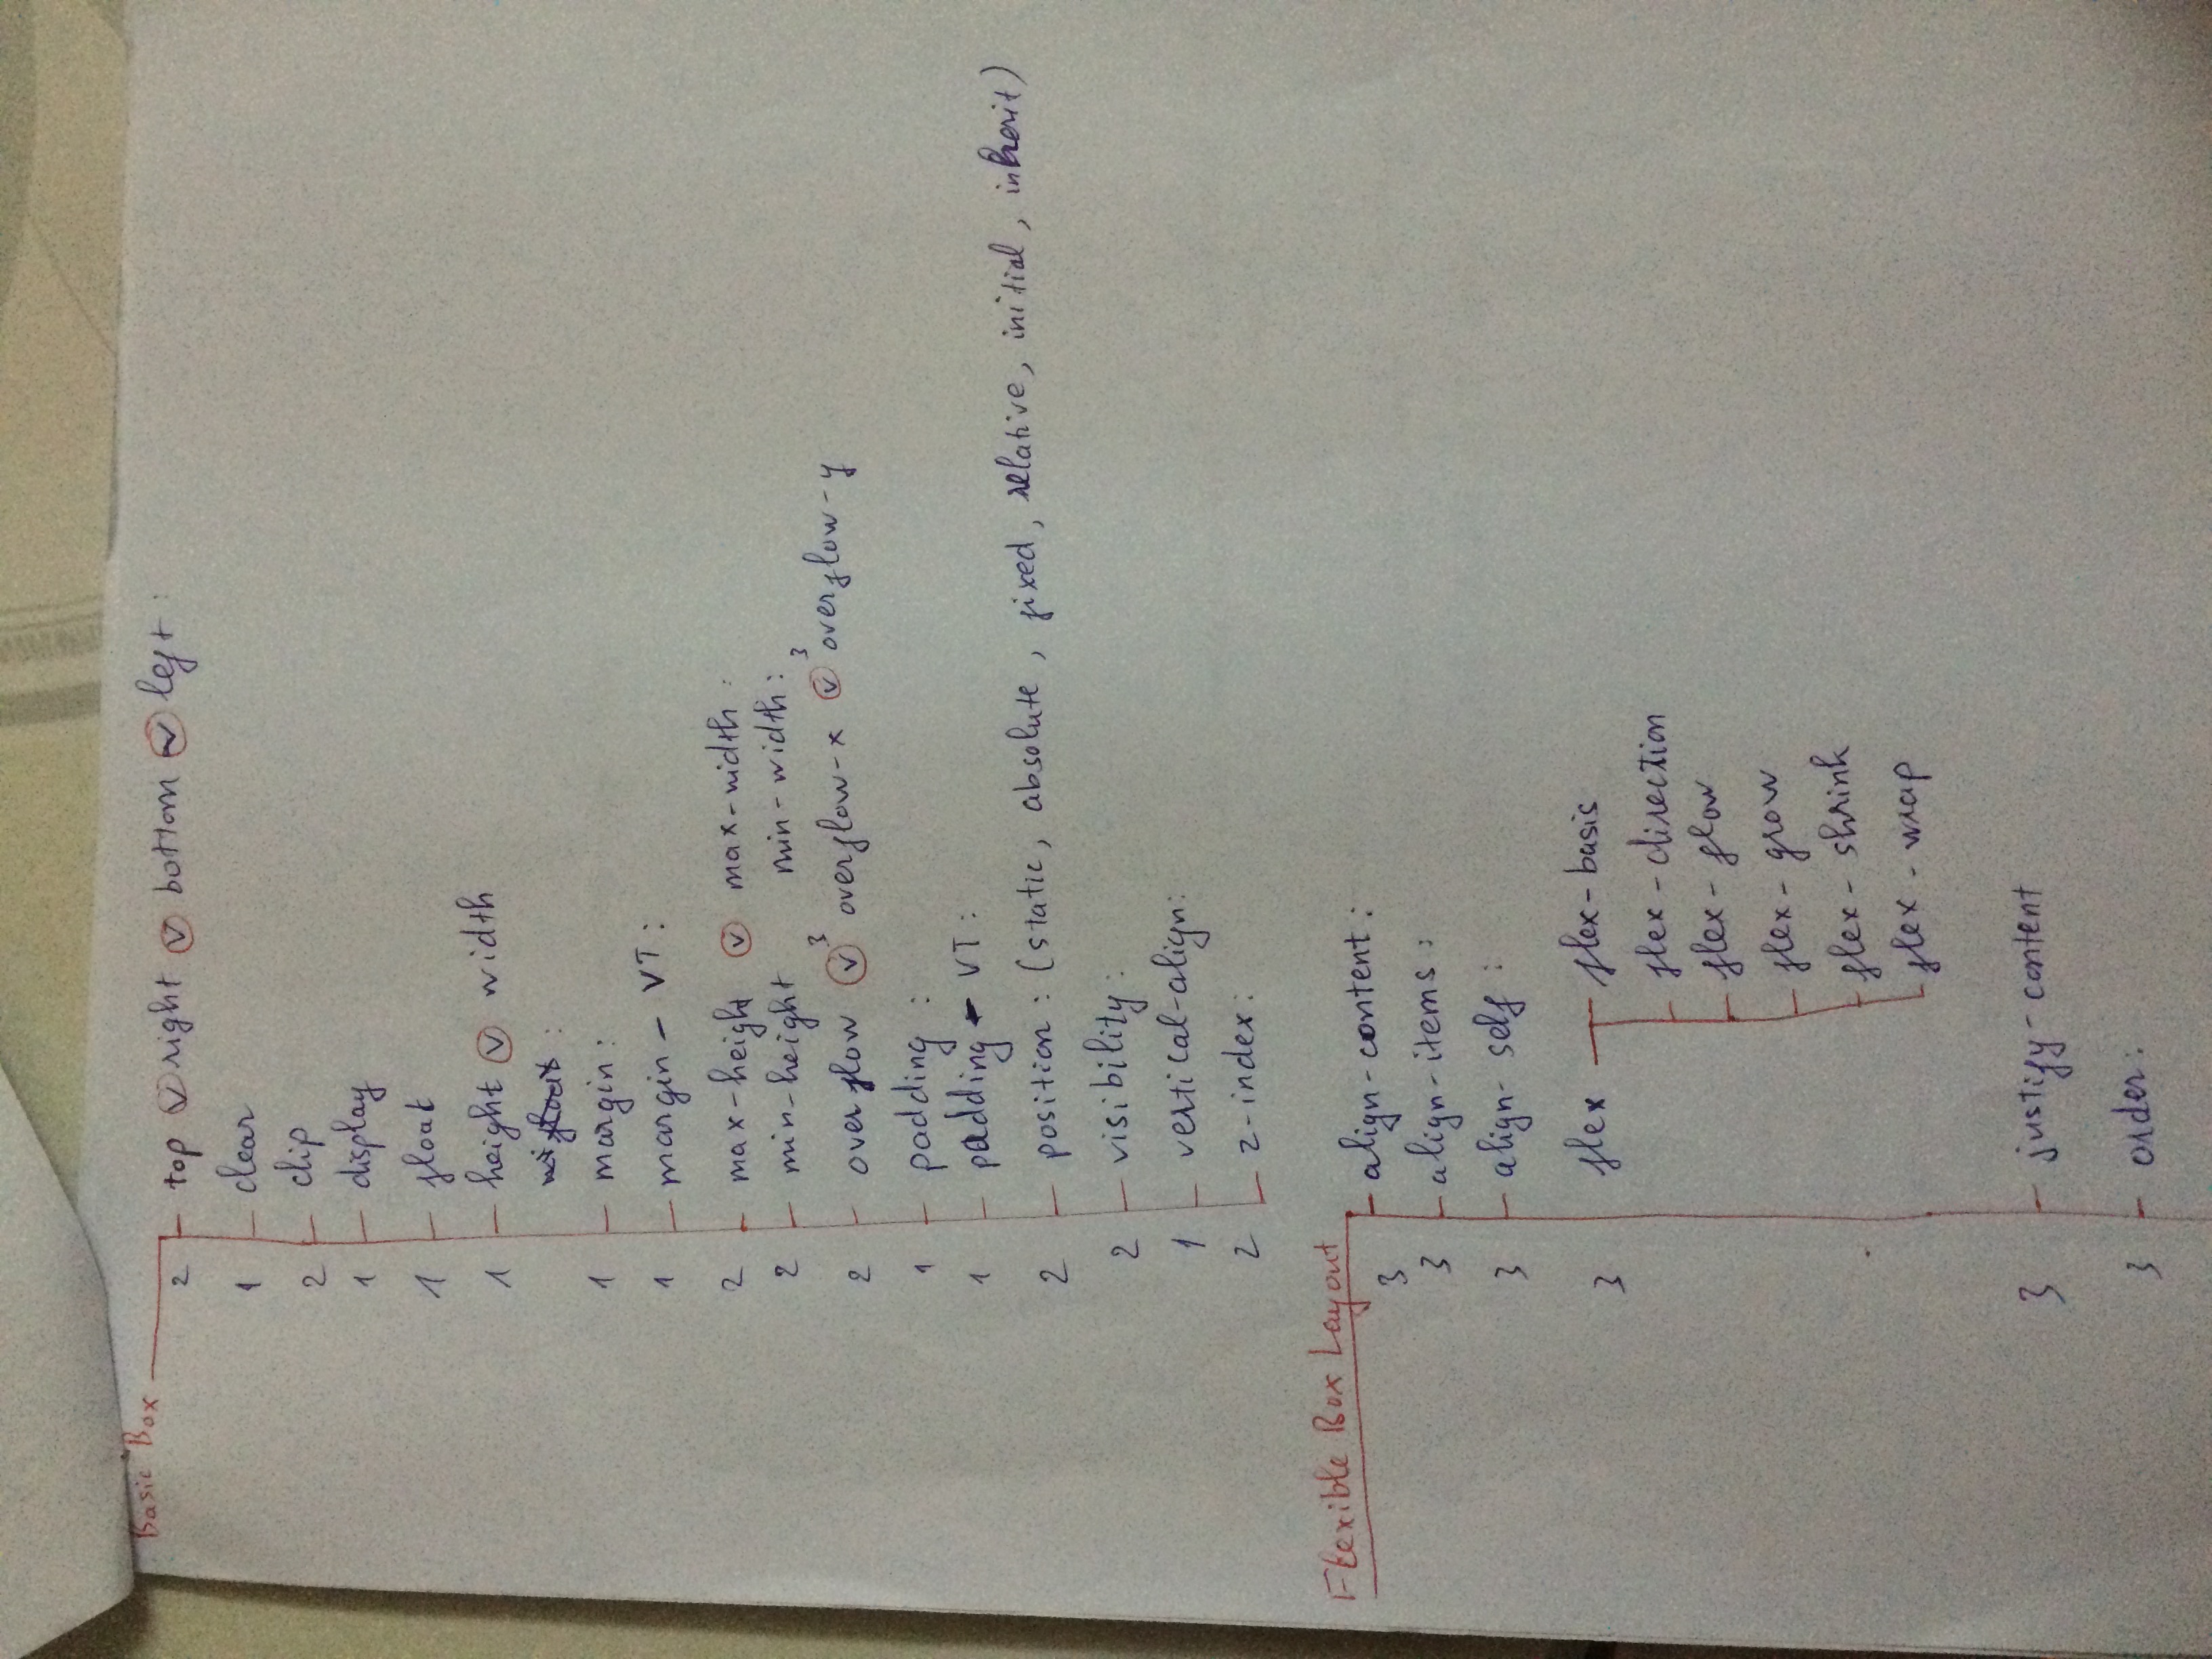 Basic Box
2 top v right v bottom v left :
1 clear
2 clip
1 display
1 float
1 height v width
1 margin :
1 margin - VT :
2 max-height v max-width :
2 min-height min-width :
2 overflow v 3 overflow-x v 3 overflow-y
1 padding :
1 padding - VT :
2 position : (static, absolute, fixed, relative, initial, inherit)
2 visibility :
1 vertical-align:
2 z-index :
Flexible Box Layout
3 align-content :
3 align-items :
3 align-self :
3 flex flex-basis
flex-direction
flex-flow
flex-grow
flex-shrink
flex-wrap
3 justify-content
3 order :